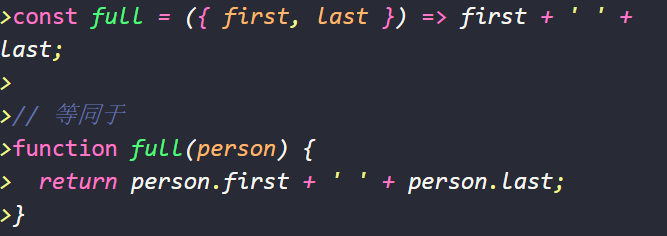 >const full = ({ first, last }) => first + ' ' +
last;
>
>// 等同于
>function full(person) {
>  return person.first + ' ' + person.last;
>}